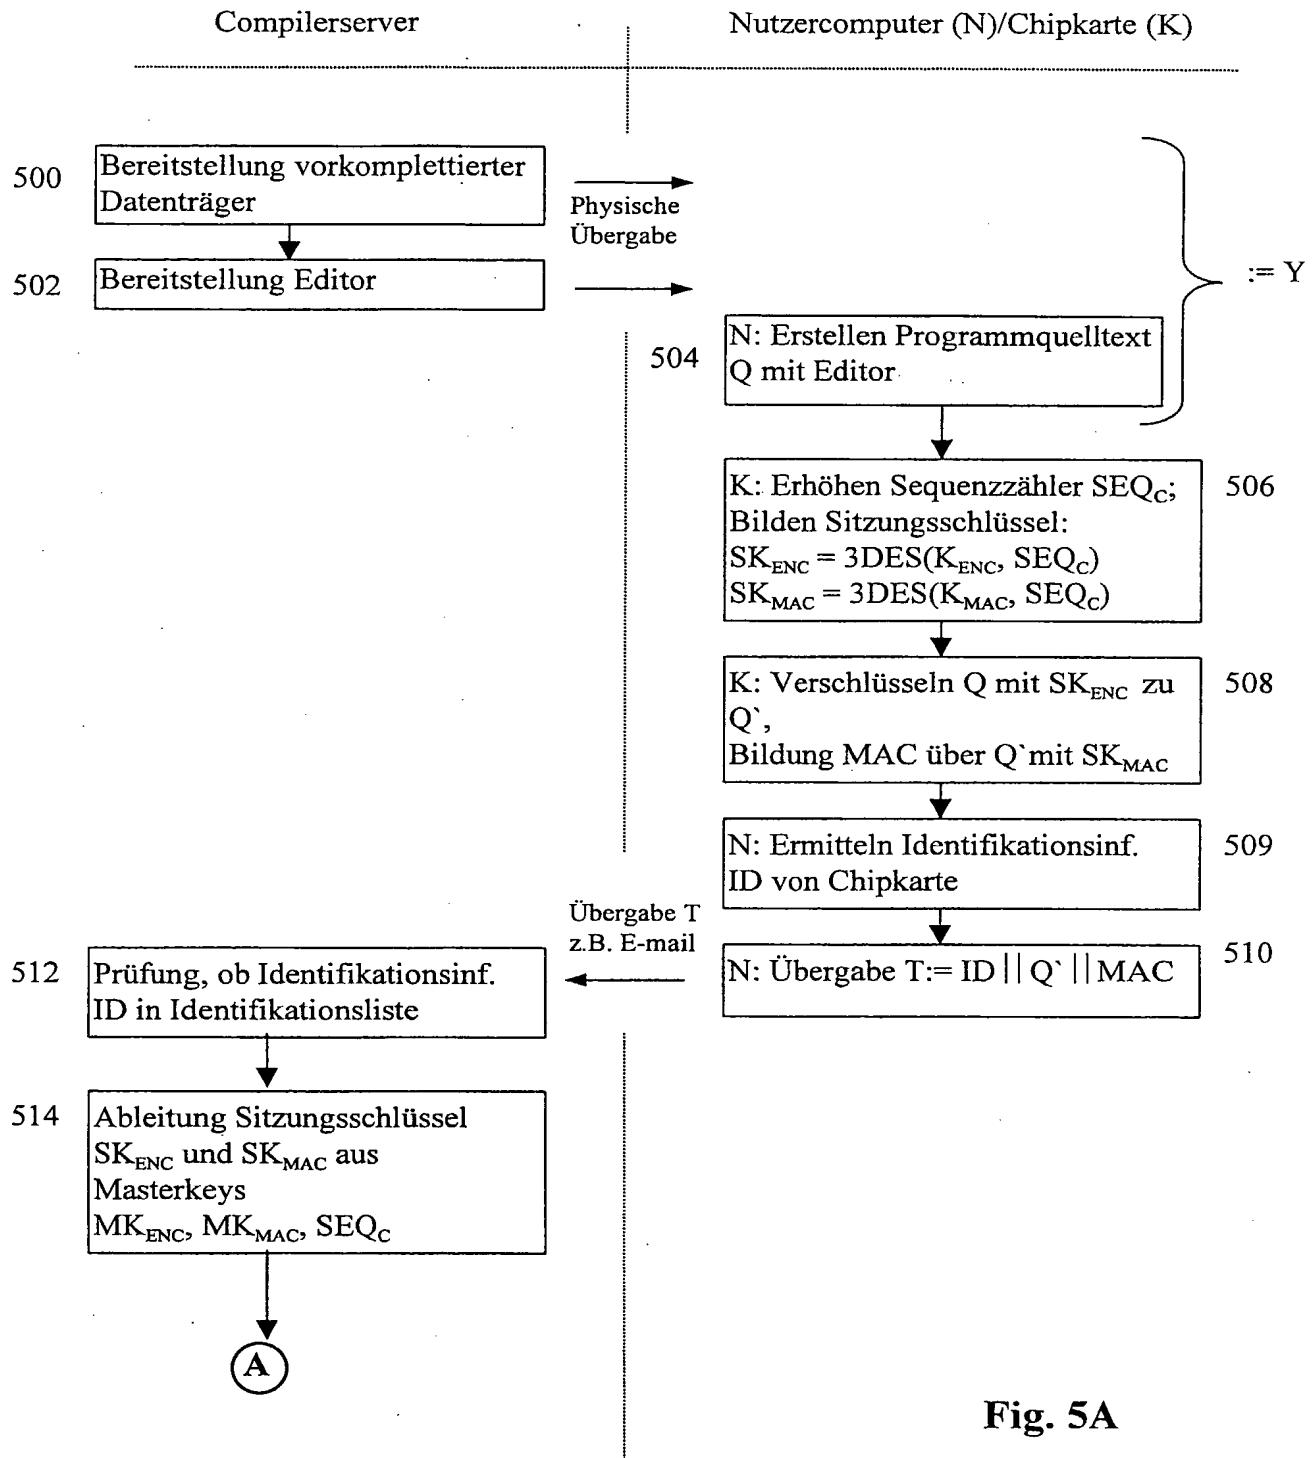 Compilerserver
Nutzercomputer (N)/Chipkarte (K)
500
Bereitstellung vorkomplettierter
Datenträger
Physische
Übergabe
502
Bereitstellung Editor
:= Y
504
N: Erstellen Programmquelltext
Q mit Editor
506
K: Erhöhen Sequenzzähler SEQC;
Bilden Sitzungsschlüssel:
SKENC = 3DES(KENC, SEQC)
SKMAC = 3DES(KMAC, SEQC)
508
K: Verschlüsseln Q mit SKENC zu
Q`,
Bildung MAC über Q`mit SKMAC
509
N: Ermitteln Identifikationsinf.
ID von Chipkarte
Übergabe T
z.B. E-mail
510
N: Übergabe T:= ID || Q` || MAC
512
Prüfung, ob Identifikationsinf.
ID in Identifikationsliste
514
Ableitung Sitzungsschlüssel
SKENC und SKMAC aus
Masterkeys
MKENC, MKMAC, SEQC
A
Fig. 5A